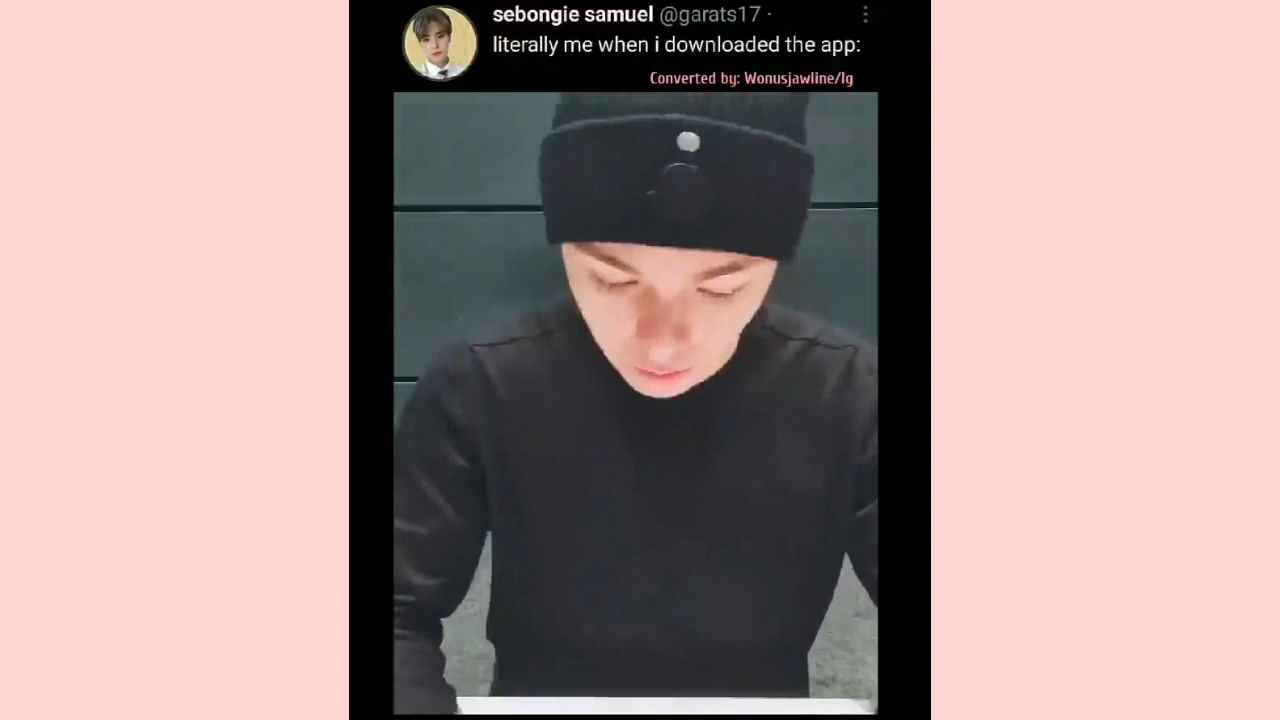 sebongie samuel @garats17 ·
literally me when i downloaded the app:
Converted by: Wonusjawline/Ig